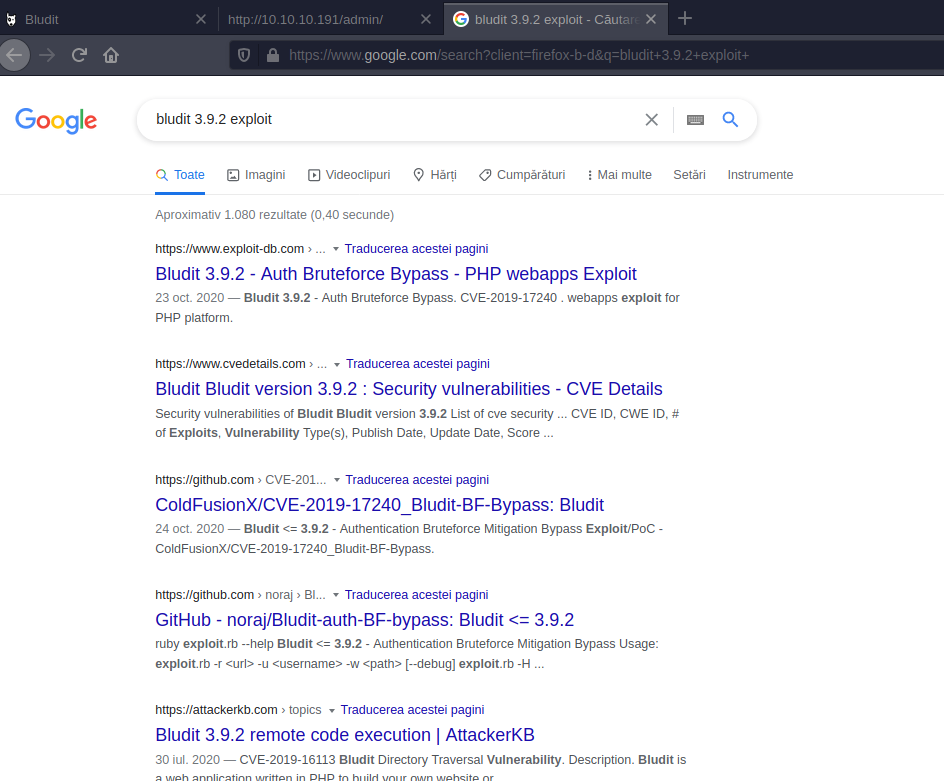 Bludit
http://10.10.10.191/admin/
bludit 3.9.2 exploit - Căutare
https://www.google.com/search?client=firefox-b-d&q=bludit+3.9.2+exploit+
Google
bludit 3.9.2 exploit
Toate Imagini Videoclipuri Hărți Cumpărături Mai multe Setări Instrumente
Aproximativ 1.080 rezultate (0,40 secunde)
https://www.exploit-db.com › ... Traducerea acestei pagini
Bludit 3.9.2 - Auth Bruteforce Bypass - PHP webapps Exploit
23 oct. 2020 — Bludit 3.9.2 - Auth Bruteforce Bypass. CVE-2019-17240 . webapps exploit for
PHP platform.
https://www.cvedetails.com › ... Traducerea acestei pagini
Bludit Bludit version 3.9.2 : Security vulnerabilities - CVE Details
Security vulnerabilities of Bludit Bludit version 3.9.2 List of cve security ... CVE ID, CWE ID, #
of Exploits, Vulnerability Type(s), Publish Date, Update Date, Score ...
https://github.com › CVE-201... Traducerea acestei pagini
ColdFusionX/CVE-2019-17240_Bludit-BF-Bypass: Bludit
24 oct. 2020 — Bludit <= 3.9.2 - Authentication Bruteforce Mitigation Bypass Exploit/PoC -
ColdFusionX/CVE-2019-17240_Bludit-BF-Bypass.
https://github.com › noraj › Bl... Traducerea acestei pagini
GitHub - noraj/Bludit-auth-BF-bypass: Bludit <= 3.9.2
ruby exploit.rb --help Bludit <= 3.9.2 - Authentication Bruteforce Mitigation Bypass Usage:
exploit.rb -r <url> -u <username> -w <path> [--debug] exploit.rb -H ...
https://attackerkb.com › topics Traducerea acestei pagini
Bludit 3.9.2 remote code execution | AttackerKB
30 iul. 2020 — CVE-2019-16113 Bludit Directory Traversal Vulnerability. Description. Bludit is
a web application written in PHP to build your own website or